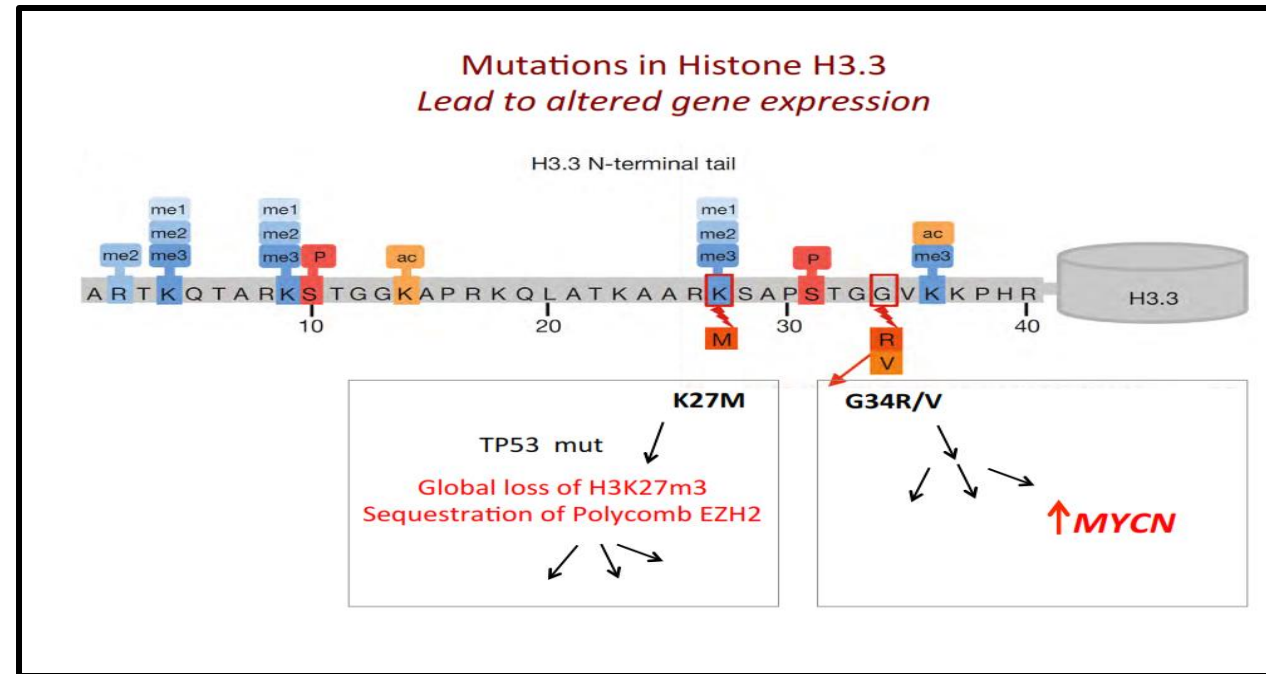 Mutations in Histone H3.3
Lead to altered gene expression
H3.3 N-terminal tail
me1 me1 me1
me2 me2 me2 ac
me2 me3 me3 P ac me3 P me3
A R T K Q T A R K S T G G K A P R K Q L A T K A A R K S A P S T G G V K K P H R H3.3
10 20 30 40
M R
V
K27M G34R/V
TP53 mut
Global loss of H3K27m3
Sequestration of Polycomb EZH2
↑MYCN